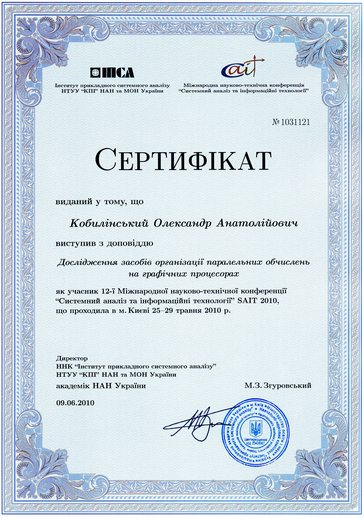 ІПСА
САіТ
Інститут прикладного системного аналізу
НТУУ “КПІ” НАН та МОН України
Міжнародна науково-технічна конференція
“Системний аналіз та інформаційні технології”
№ 1031121
СЕРТИФІКАТ
виданий у тому, що
Кобилінський Олександр Анатолійович
виступив з доповіддю
Дослідження засобів організації паралельних обчислень
на графічних процесорах
як учасник 12-ї Міжнародної науково-технічної конференції
“Системний аналіз та інформаційні технології” SAIT 2010,
що проходила в м. Києві 25–29 травня 2010 р.
Директор
ННК “Інститут прикладного системного аналізу”
НТУУ “КПІ” НАН та МОН України
академік НАН України
М.З. Згуровський
09.06.2010